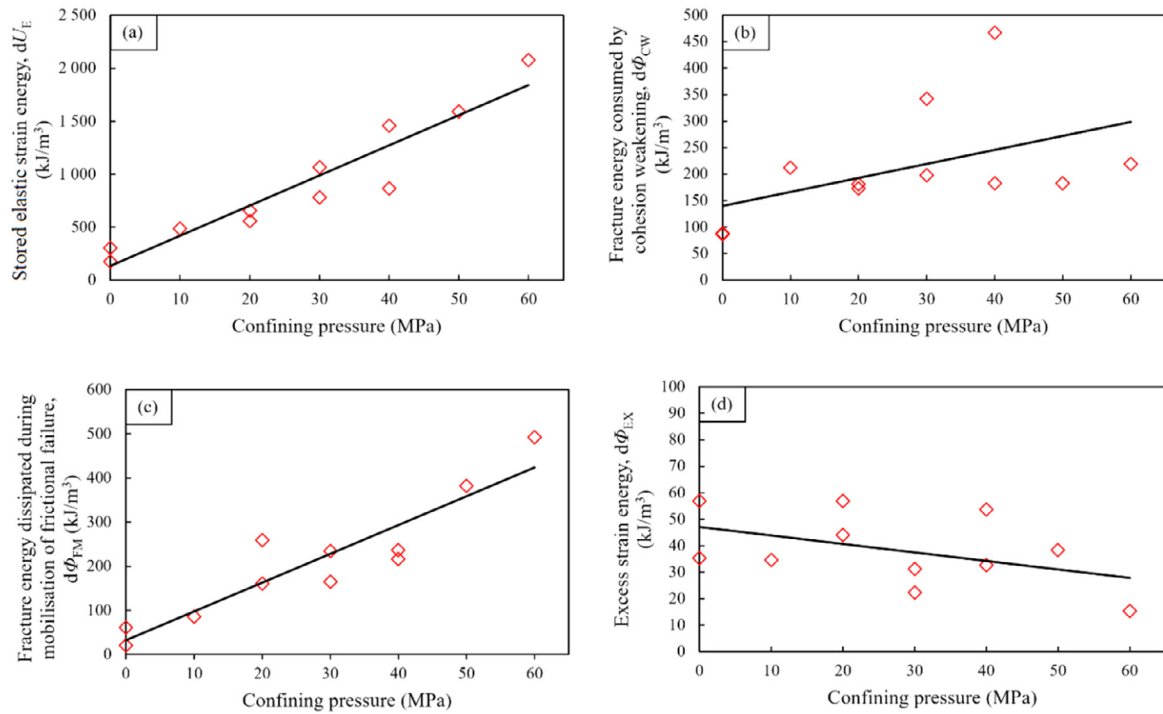 (a)
Stored elastic strain energy, dU_E
(kJ/m³)
2 500
2 000
1 500
1 000
500
0
0 10 20 30 40 50 60
Confining pressure (MPa)
(b)
Fracture energy consumed by
cohesion weakening, dΦ_CW
(kJ/m³)
500
450
400
350
300
250
200
150
100
50
0
0 10 20 30 40 50 60
Confining pressure (MPa)
(c)
Fracture energy dissipated during
mobilisation of frictional failure,
dΦ_FM (kJ/m³)
600
500
400
300
200
100
0
0 10 20 30 40 50 60
Confining pressure (MPa)
(d)
Excess strain energy, dΦ_EX
(kJ/m³)
100
90
80
70
60
50
40
30
20
10
0
0 10 20 30 40 50 60
Confining pressure (MPa)